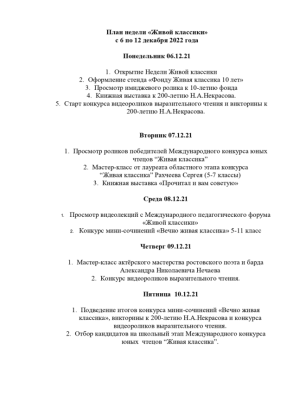 План недели «Живой классики»
с 6 по 12 декабря 2022 года
Понедельник 06.12.21
1. Открытие Недели Живой классики
2. Оформление стенда «Фонду Живая классика 10 лет»
3. Просмотр имиджевого ролика к 10-летию фонда
4. Книжная выставка к 200-летию Н.А.Некрасова.
5. Старт конкурса видеороликов выразительного чтения и викторины к
200-летию Н.А.Некрасова.
Вторник 07.12.21
1. Просмотр роликов победителей Международного конкурса юных
чтецов “Живая классика”
2. Мастер-класс от лауреата областного этапа конкурса
“Живая классика” Рахчеева Сергея (5-7 классы)
3. Книжная выставка «Прочитал и вам советую»
Среда 08.12.21
1. Просмотр видеолекций с Международного педагогического форума
«Живой классики»
2. Конкурс мини-сочинений «Вечно живая классика» 5-11 класс
Четверг 09.12.21
1. Мастер-класс актёрского мастерства ростовского поэта и барда
Александра Николаевича Нечаева
2. Конкурс видеороликов выразительного чтения.
Пятница 10.12.21
1. Подведение итогов конкурса мини-сочинений «Вечно живая
классика», викторины к 200-летию Н.А.Некрасова и конкурса
видеороликов выразительного чтения.
2. Отбор кандидатов на школьный этап Международного конкурса
юных чтецов “Живая классика”.